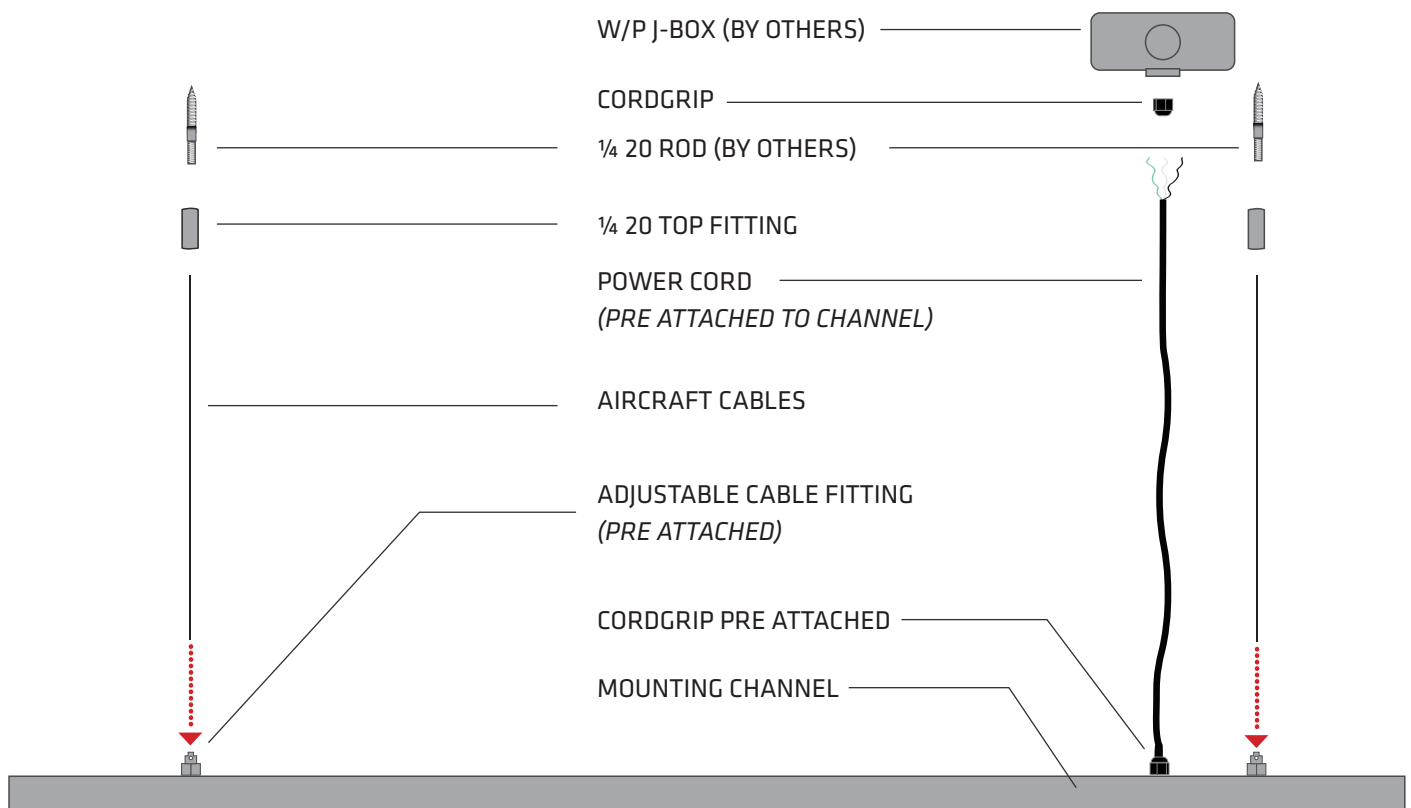 W/P J-BOX (BY OTHERS)
CORDGRIP
¼ 20 ROD (BY OTHERS)
¼ 20 TOP FITTING
POWER CORD
(PRE ATTACHED TO CHANNEL)
AIRCRAFT CABLES
ADJUSTABLE CABLE FITTING
(PRE ATTACHED)
CORDGRIP PRE ATTACHED
MOUNTING CHANNEL